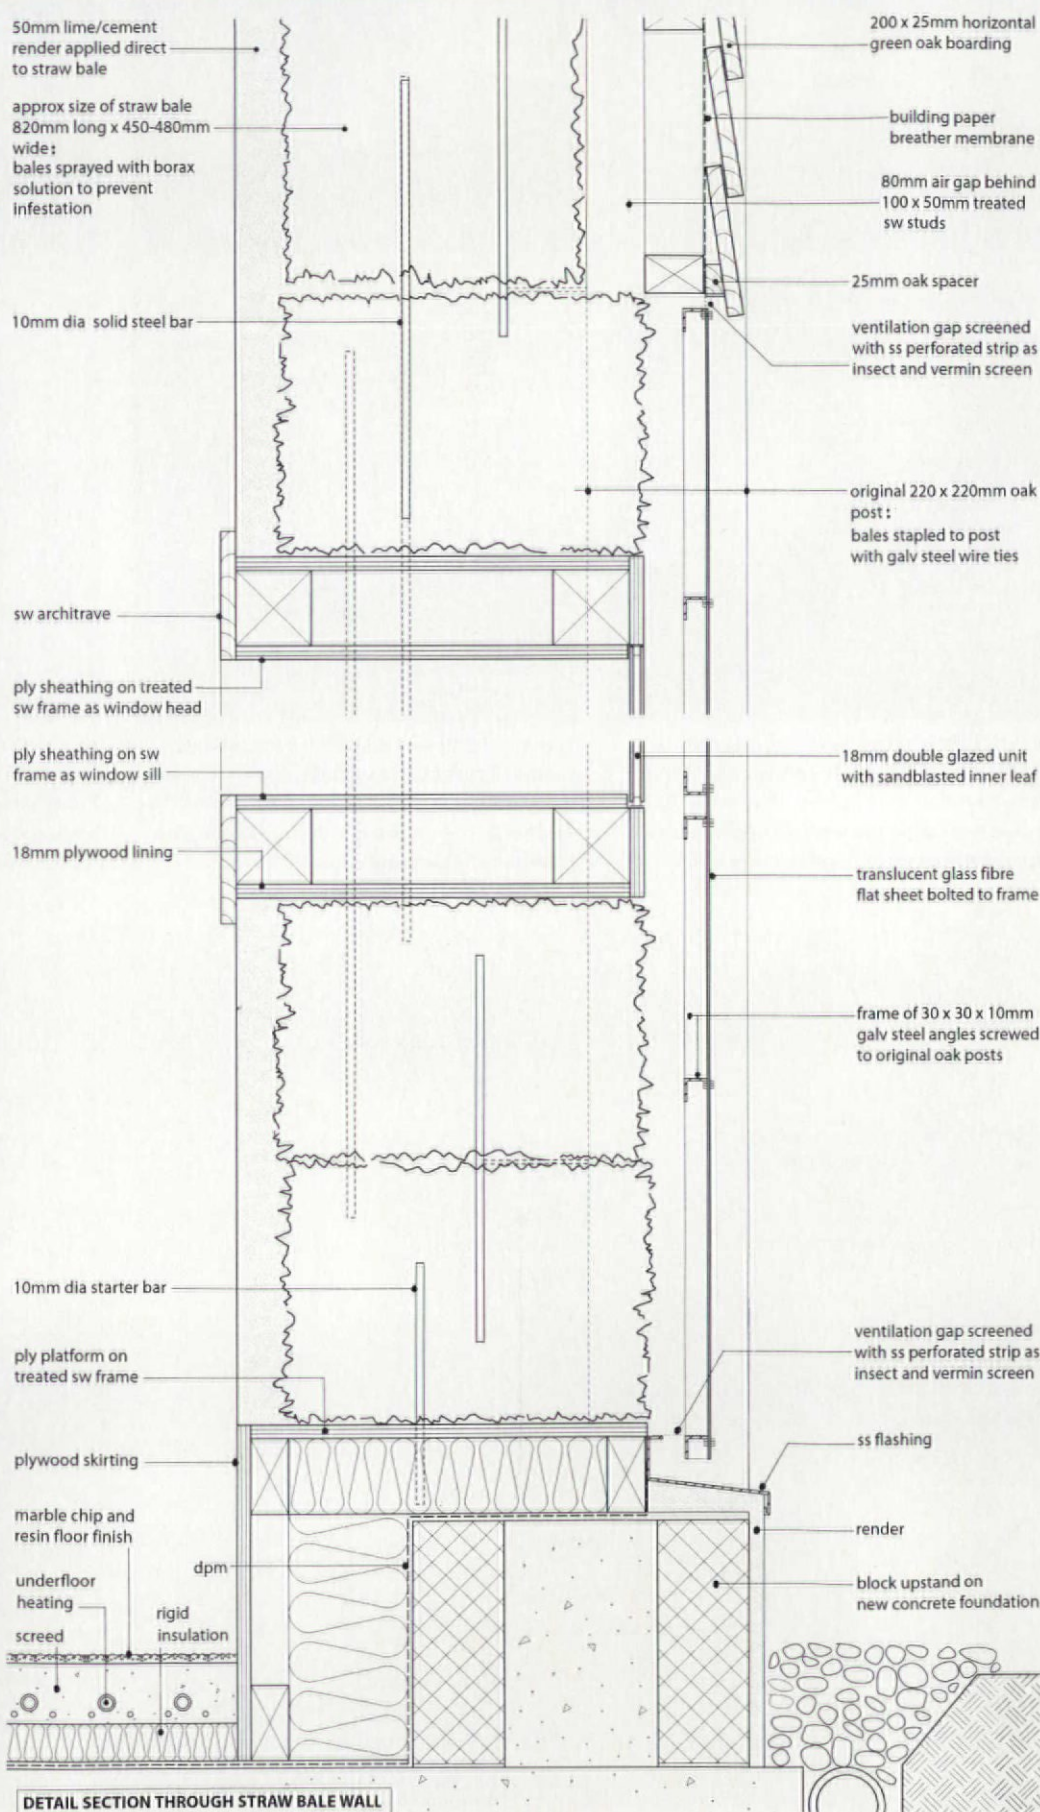 50mm lime/cement
render applied direct
to straw bale
approx size of straw bale
820mm long x 450-480mm
wide:
bales sprayed with borax
solution to prevent
infestation
10mm dia solid steel bar
sw architrave
ply sheathing on treated
sw frame as window head
ply sheathing on sw
frame as window sill
18mm plywood lining
10mm dia starter bar
ply platform on
treated sw frame
plywood skirting
marble chip and
resin floor finish
underfloor
heating
screed
rigid
insulation
dpm
200 x 25mm horizontal
green oak boarding
building paper
breather membrane
80mm air gap behind
100 x 50mm treated
sw studs
25mm oak spacer
ventilation gap screened
with ss perforated strip as
insect and vermin screen
original 220 x 220mm oak
post:
bales stapled to post
with galv steel wire ties
18mm double glazed unit
with sandblasted inner leaf
translucent glass fibre
flat sheet bolted to frame
frame of 30 x 30 x 10mm
galv steel angles screwed
to original oak posts
ventilation gap screened
with ss perforated strip as
insect and vermin screen
ss flashing
render
block upstand on
new concrete foundation
DETAIL SECTION THROUGH STRAW BALE WALL